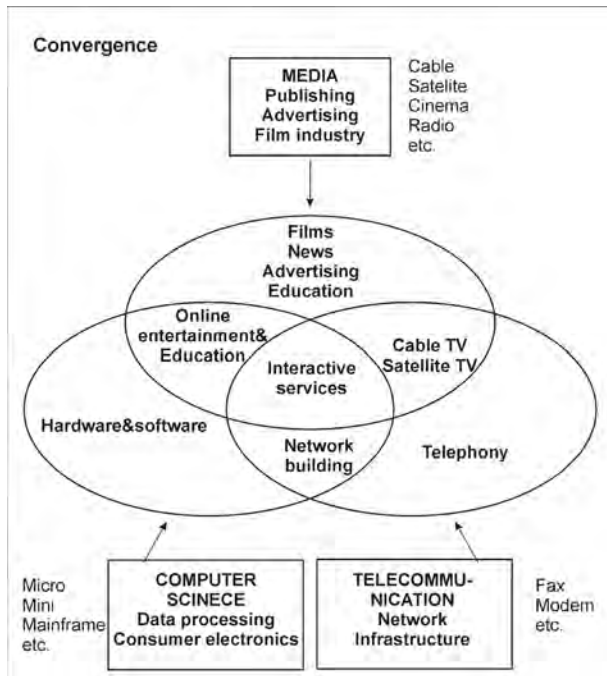 Convergence
MEDIA
Publishing
Advertising
Film industry
Cable
Satelite
Cinema
Radio
etc.
Films
News
Advertising
Education
Online
entertainment&
Education
Cable TV
Satellite TV
Interactive
services
Hardware&software
Network
building
Telephony
Micro
Mini
Mainframe
etc.
COMPUTER
SCINECE
Data processing
Consumer electronics
TELECOMMU-
NICATION
Network
Infrastructure
Fax
Modem
etc.